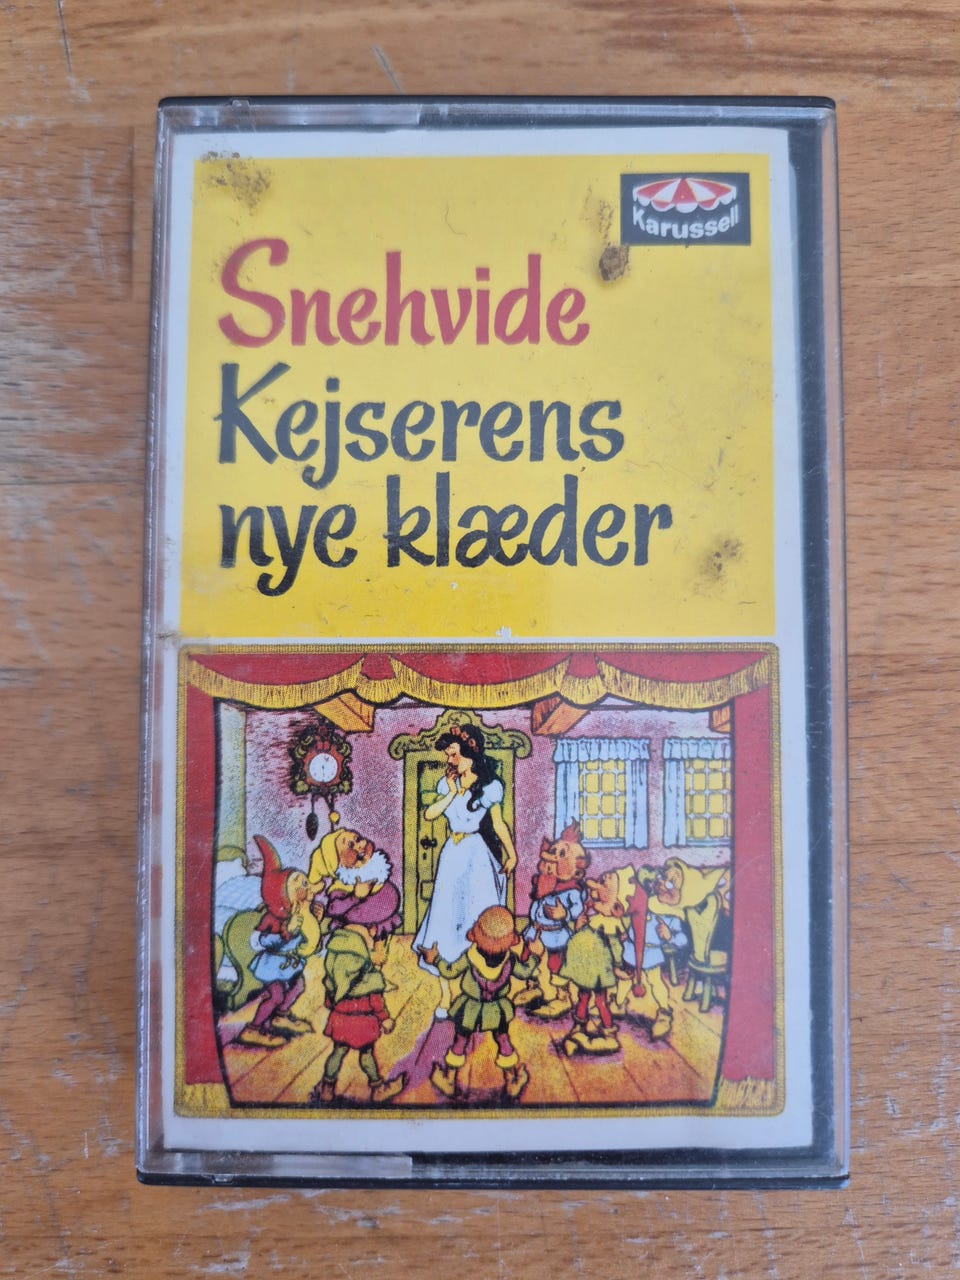 Karussell
Snehvide
Kejserens
nye klæder